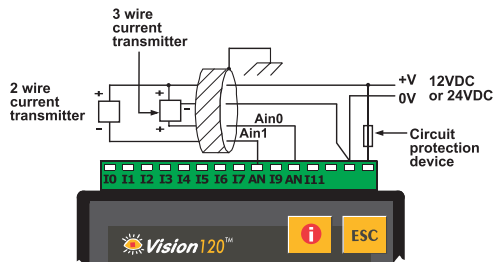 3 wire
current
transmitter
2 wire
current
transmitter
+
-
+
-
+
Ain0
Ain1
+V
0V
12VDC
or 24VDC
Circuit
protection
device
I0 I1 I2 I3 I4 I5 I6 I7 AN I9 AN I11
Vision120™
i
ESC